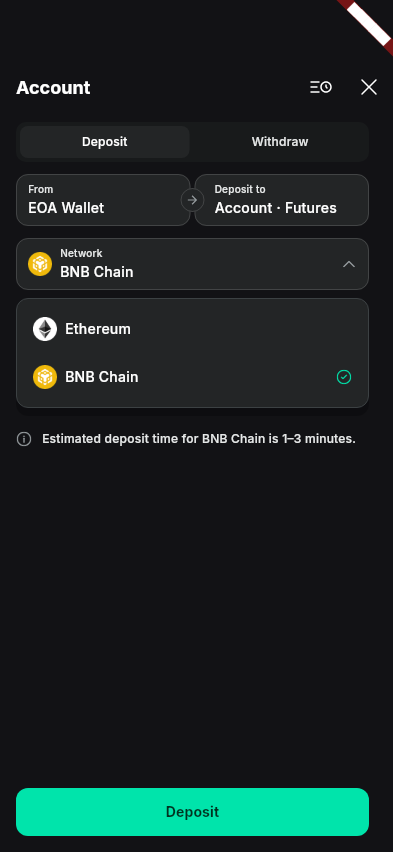 Account
Deposit
Withdraw
From
EOA Wallet
Deposit to
Account · Futures
Network
BNB Chain
Ethereum
BNB Chain
Estimated deposit time for BNB Chain is 1–3 minutes.
Deposit